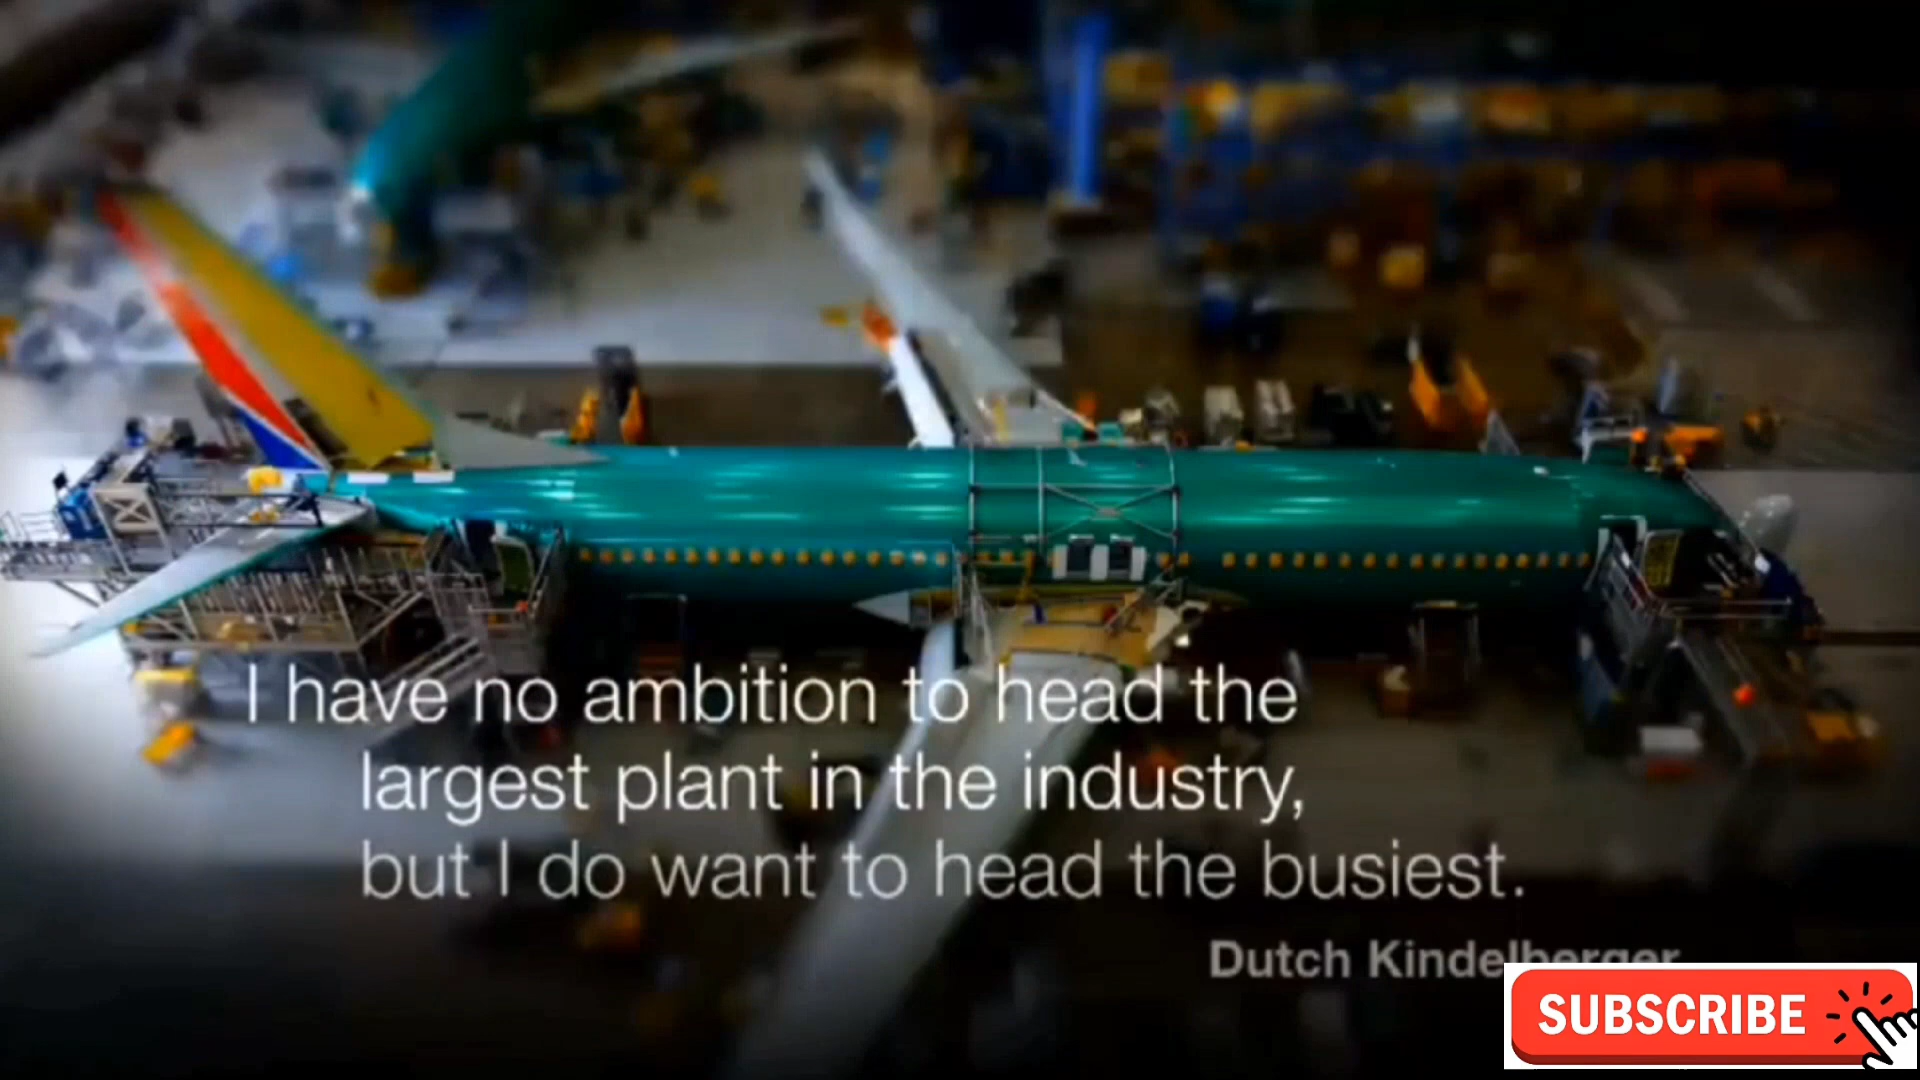 I have no ambition to head the
largest plant in the industry,
but I do want to head the busiest.
Dutch Kindelberger
SUBSCRIBE